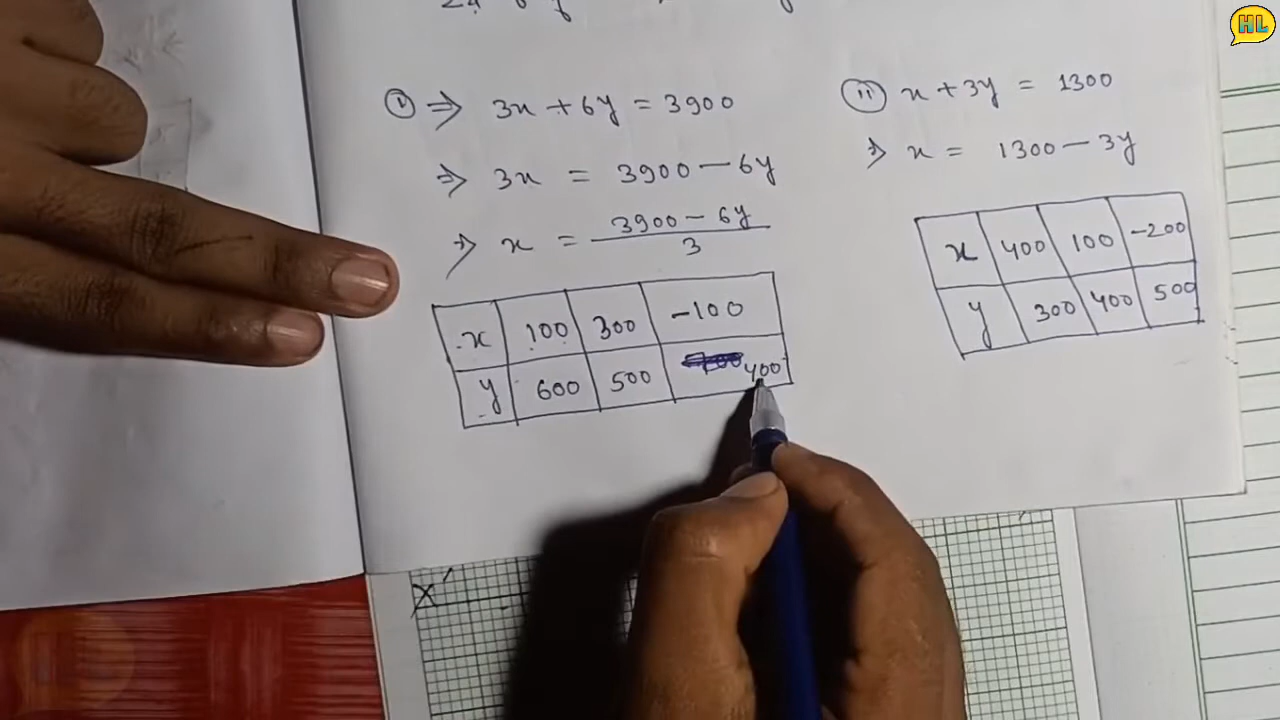 HL
① ⇒ 3x + 6y = 3900
⇒ 3x = 3900 - 6y
⇒ x = 3900 - 6y / 3
x 100 300 -100
y 600 500 400
ⅱ x + 3y = 1300
⇒ x = 1300 - 3y
x 400 100 -200
y 300 400 500
X'